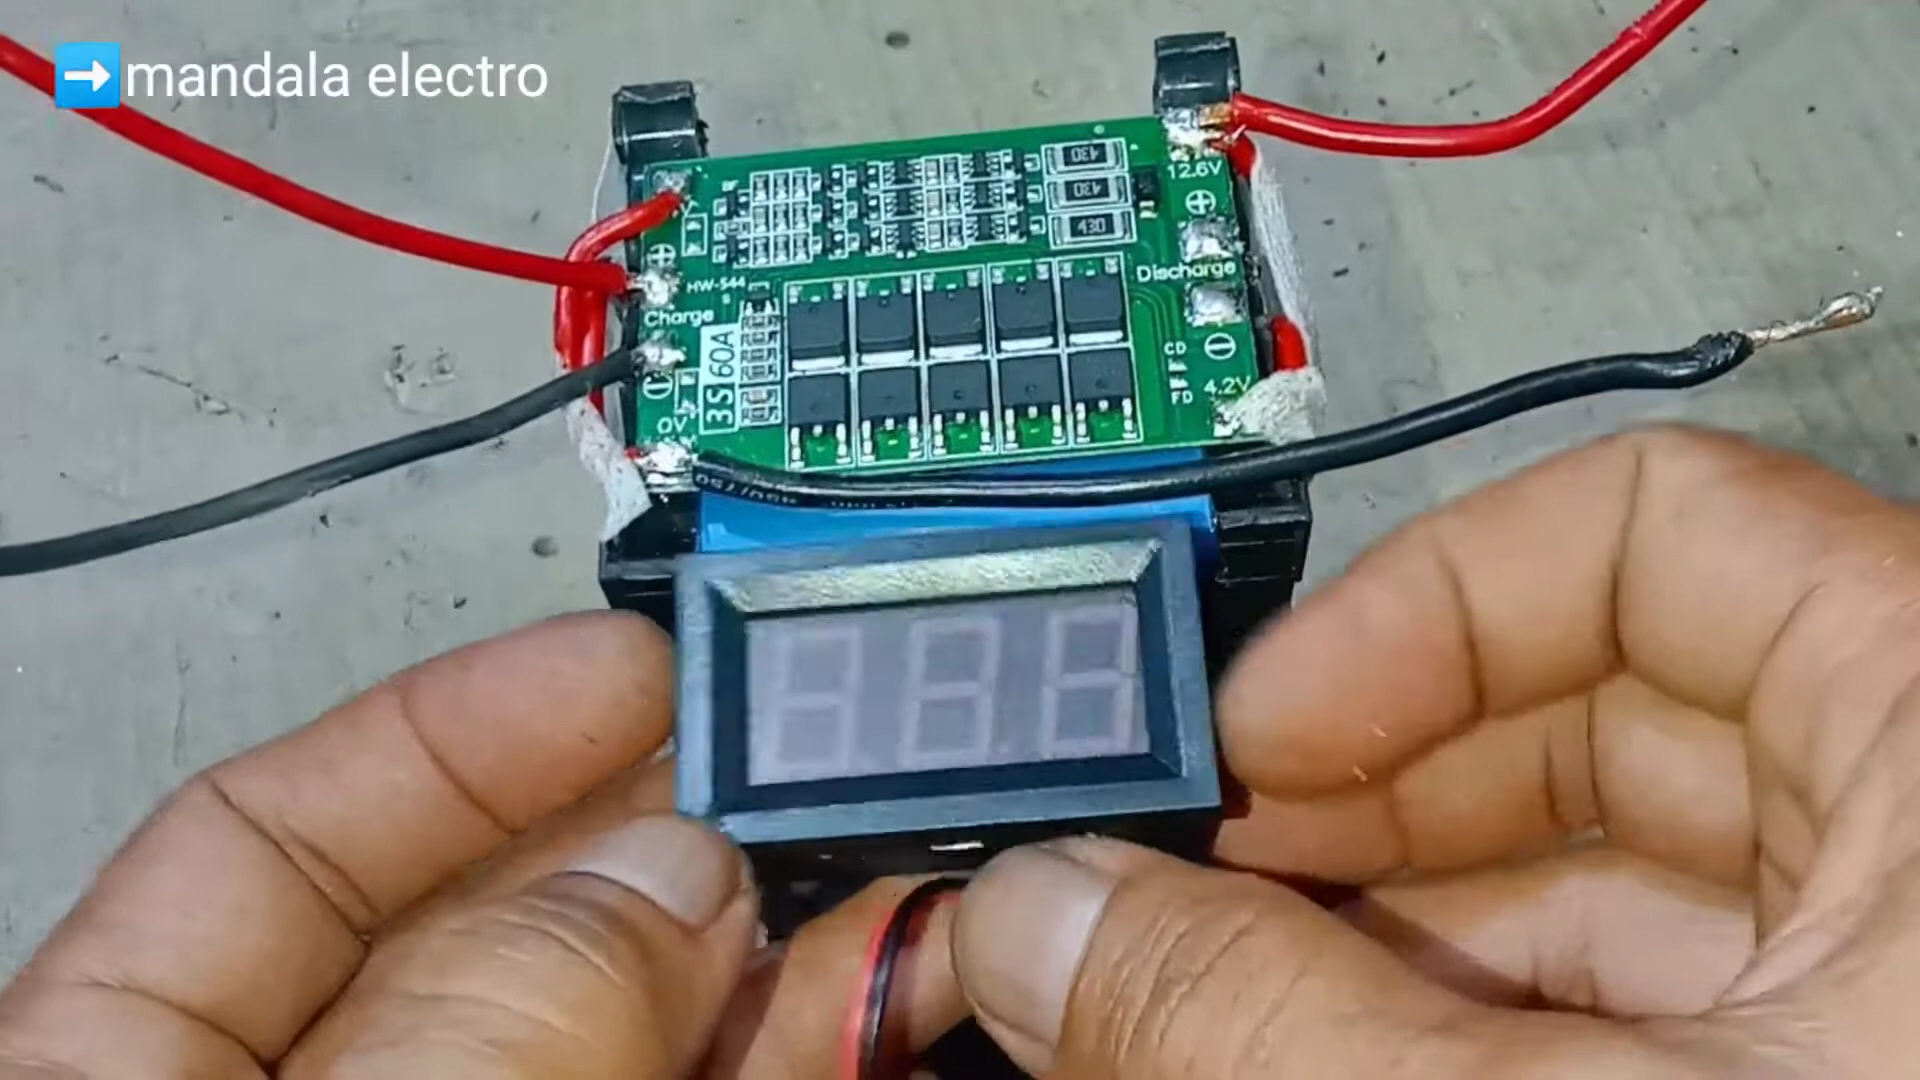 ➡mandala electro
430
12.6V
430
430
HW-544
Discharge
Charge
3S 60A
CD
4.2V
FD
0V